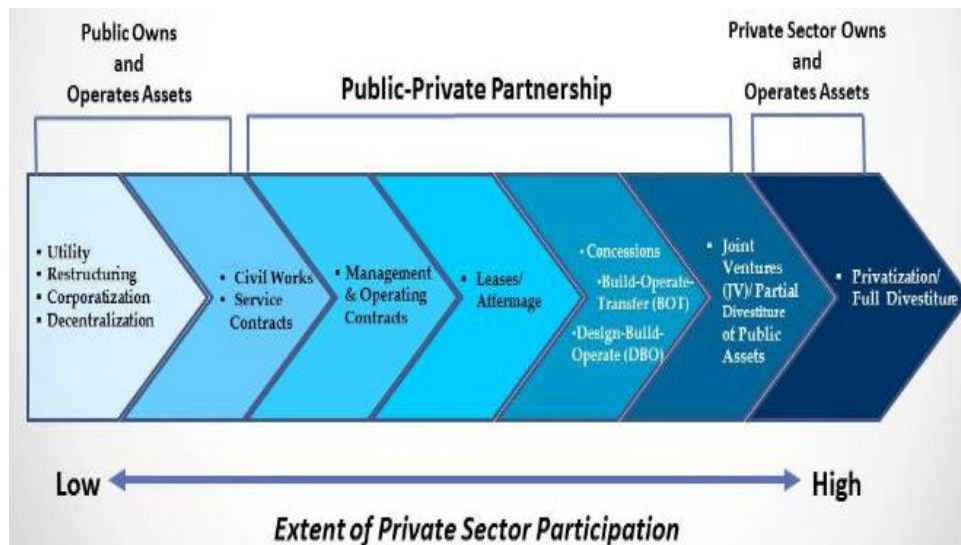 Public Owns
and
Operates Assets
Public-Private Partnership
Private Sector Owns
and
Operates Assets
▪ Utility
▪ Restructuring
▪ Corporatization
▪ Decentralization
▪ Civil Works
▪ Service
Contracts
▪ Management
& Operating
Contracts
▪ Leases/
Affermage
•Concessions
•Build-Operate-
Transfer (BOT)
•Design-Build-
Operate (DBO)
▪ Joint
Ventures
(JV)/ Partial
Divestiture
of Public
Assets
▪ Privatization/
Full Divestiture
Low
High
Extent of Private Sector Participation